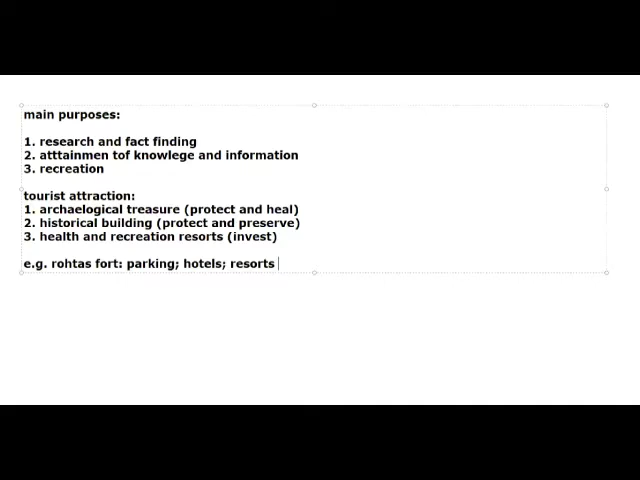 main purposes:
1. research and fact finding
2. atttainmen tof knowlege and information
3. recreation
tourist attraction:
1. archaelogical treasure (protect and heal)
2. historical building (protect and preserve)
3. health and recreation resorts (invest)
e.g. rohtas fort: parking; hotels; resorts